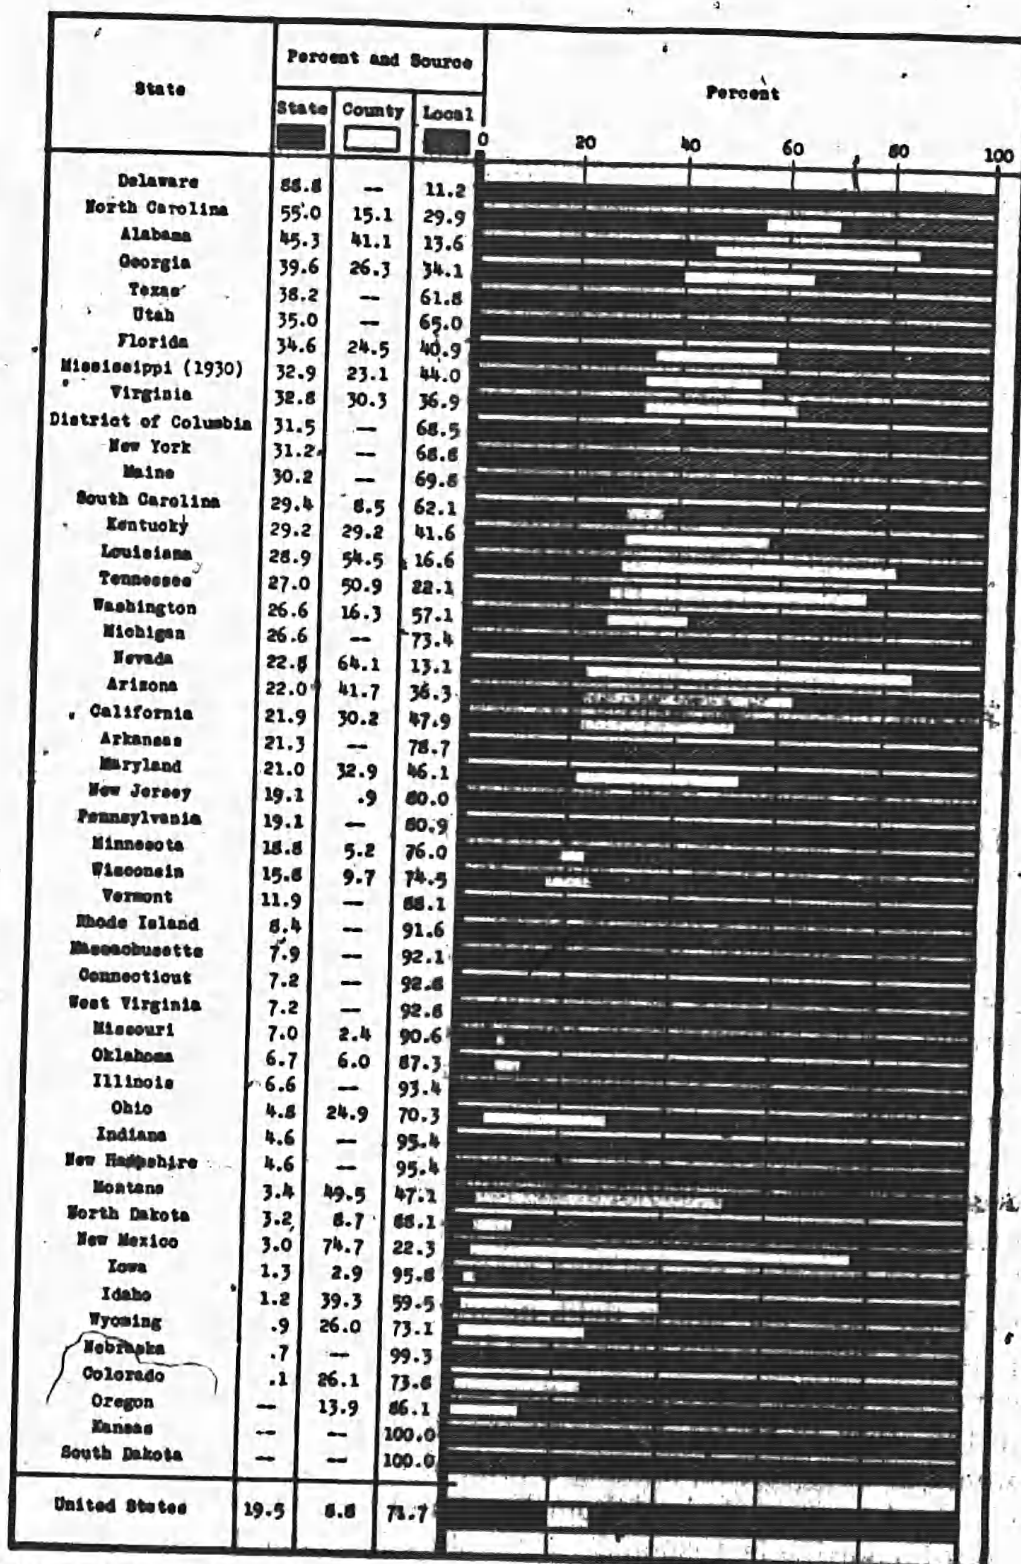 State
Percent and Source
Percent
State County Local
0 20 40 60 80 100
Delaware 88.8 -- 11.2
North Carolina 55.0 15.1 29.9
Alabama 45.3 41.1 13.6
Georgia 39.6 26.3 34.1
Texas 38.2 -- 61.8
Utah 35.0 -- 65.0
Florida 34.6 24.5 40.9
Mississippi (1930) 32.9 23.1 44.0
Virginia 32.8 30.3 36.9
District of Columbia 31.5 -- 68.5
New York 31.2 -- 68.8
Maine 30.2 -- 69.8
South Carolina 29.4 8.5 62.1
Kentucky 29.2 29.2 41.6
Louisiana 28.9 54.5 16.6
Tennessee 27.0 50.9 22.1
Washington 26.6 16.3 57.1
Michigan 26.6 -- 73.4
Nevada 22.8 64.1 13.1
Arizona 22.0 41.7 36.3
California 21.9 30.2 47.9
Arkansas 21.3 -- 78.7
Maryland 21.0 32.9 46.1
New Jersey 19.1 .9 80.0
Pennsylvania 19.1 -- 80.9
Minnesota 18.8 5.2 76.0
Wisconsin 15.8 9.7 74.5
Vermont 11.9 -- 88.1
Rhode Island 8.4 -- 91.6
Massachusetts 7.9 -- 92.1
Connecticut 7.2 -- 92.8
West Virginia 7.2 -- 92.8
Missouri 7.0 2.4 90.6
Oklahoma 6.7 6.0 87.3
Illinois 6.6 -- 93.4
Ohio 4.8 24.9 70.3
Indiana 4.6 -- 95.4
New Hampshire 4.6 -- 95.4
Montana 3.4 49.5 47.1
North Dakota 3.2 8.7 88.1
New Mexico 3.0 74.7 22.3
Iowa 1.3 2.9 95.8
Idaho 1.2 39.3 59.5
Wyoming .9 26.0 73.1
Nebraska .7 -- 99.3
Colorado .1 26.1 73.8
Oregon -- 13.9 86.1
Kansas -- -- 100.0
South Dakota -- -- 100.0
United States 19.5 8.8 71.7